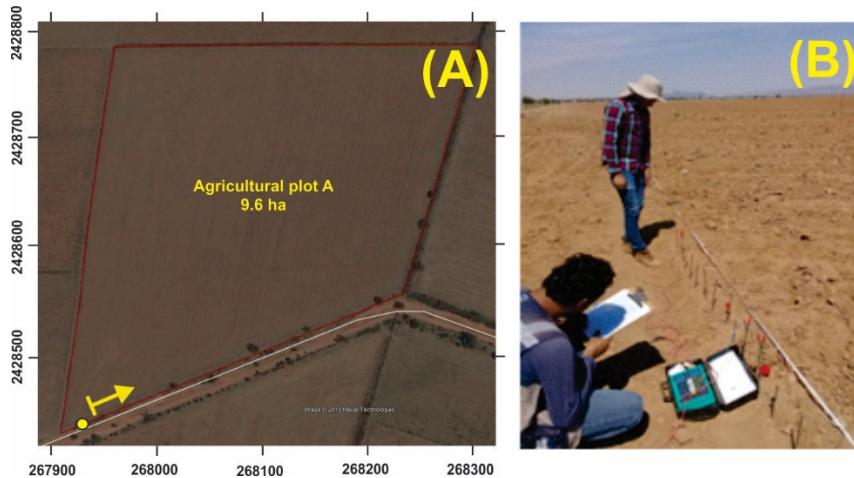 2428800
2428700
2428600
2428500
(A)
Agricultural plot A
9.6 ha
Image © 2019 Maxar Technologies
267900 268000 268100 268200 268300
(B)